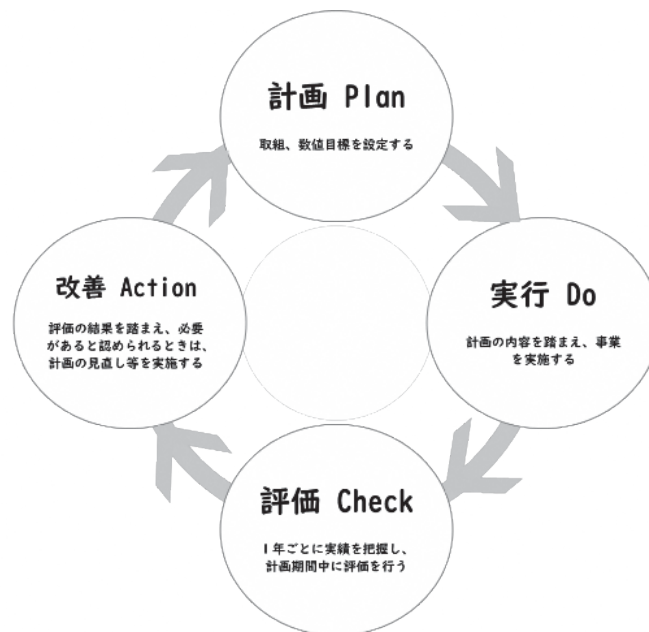 計画 Plan
取組、数値目標を設定する
実行 Do
計画の内容を踏まえ、事業
を実施する
評価 Check
1年ごとに実績を把握し、
計画期間中に評価を行う
改善 Action
評価の結果を踏まえ、必要
があると認められるときは、
計画の見直し等を実施する